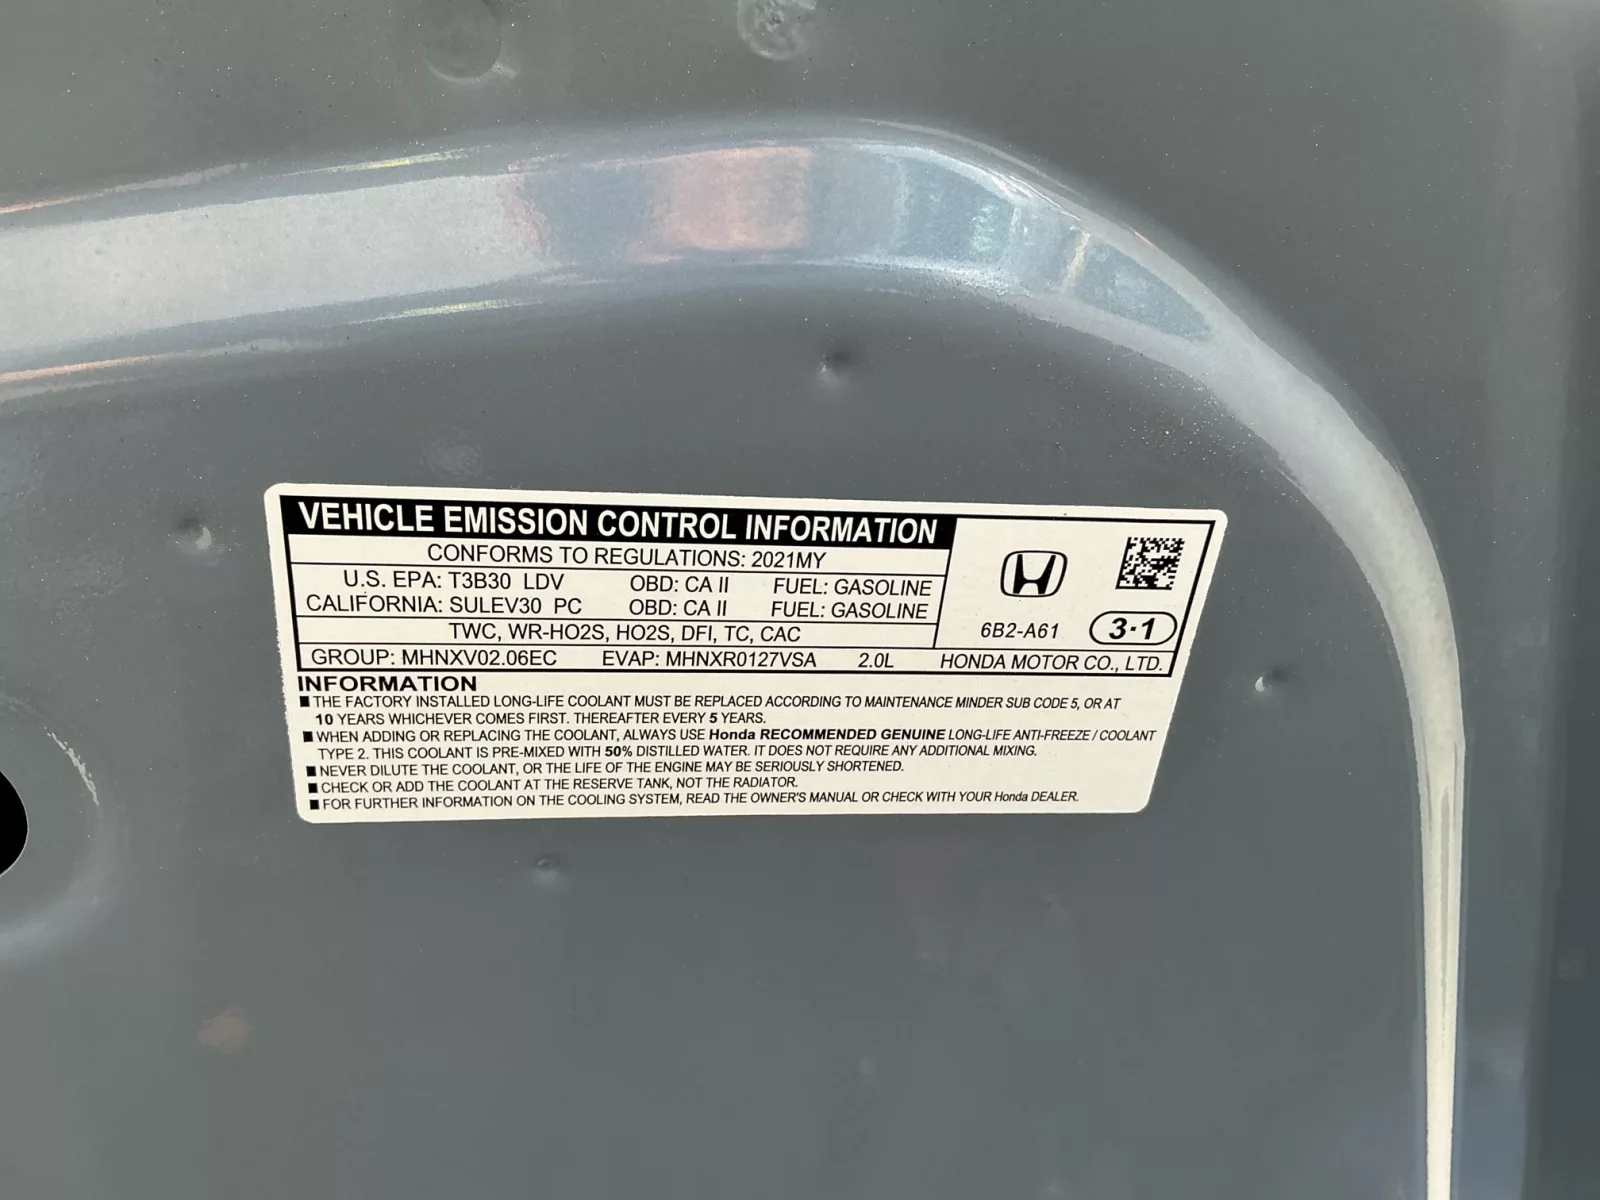 VEHICLE EMISSION CONTROL INFORMATION
CONFORMS TO REGULATIONS: 2021MY
U.S. EPA: T3B30 LDV OBD: CA II FUEL: GASOLINE
CALIFORNIA: SULEV30 PC OBD: CA II FUEL: GASOLINE
TWC, WR-HO2S, HO2S, DFI, TC, CAC
6B2-A61 3·1
GROUP: MHNXV02.06EC EVAP: MHNXR0127VSA 2.0L HONDA MOTOR CO., LTD.
INFORMATION
■ THE FACTORY INSTALLED LONG-LIFE COOLANT MUST BE REPLACED ACCORDING TO MAINTENANCE MINDER SUB CODE 5, OR AT
10 YEARS WHICHEVER COMES FIRST. THEREAFTER EVERY 5 YEARS.
■ WHEN ADDING OR REPLACING THE COOLANT, ALWAYS USE Honda RECOMMENDED GENUINE LONG-LIFE ANTI-FREEZE / COOLANT
TYPE 2. THIS COOLANT IS PRE-MIXED WITH 50% DISTILLED WATER. IT DOES NOT REQUIRE ANY ADDITIONAL MIXING.
■ NEVER DILUTE THE COOLANT, OR THE LIFE OF THE ENGINE MAY BE SERIOUSLY SHORTENED.
■ CHECK OR ADD THE COOLANT AT THE RESERVE TANK, NOT THE RADIATOR.
■ FOR FURTHER INFORMATION ON THE COOLING SYSTEM, READ THE OWNER'S MANUAL OR CHECK WITH YOUR Honda DEALER.